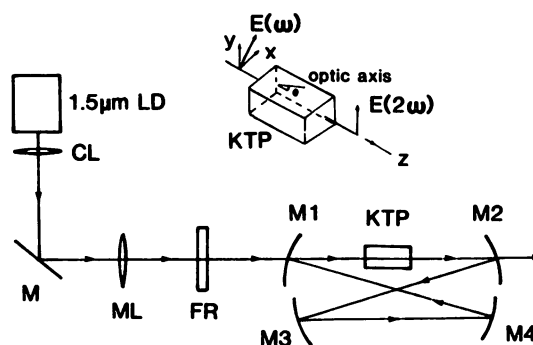 E(ω)
y
x
optic axis
θ
E(2ω)
KTP
z
1.5μm LD
CL
M
ML
FR
M1
KTP
M2
M3
M4